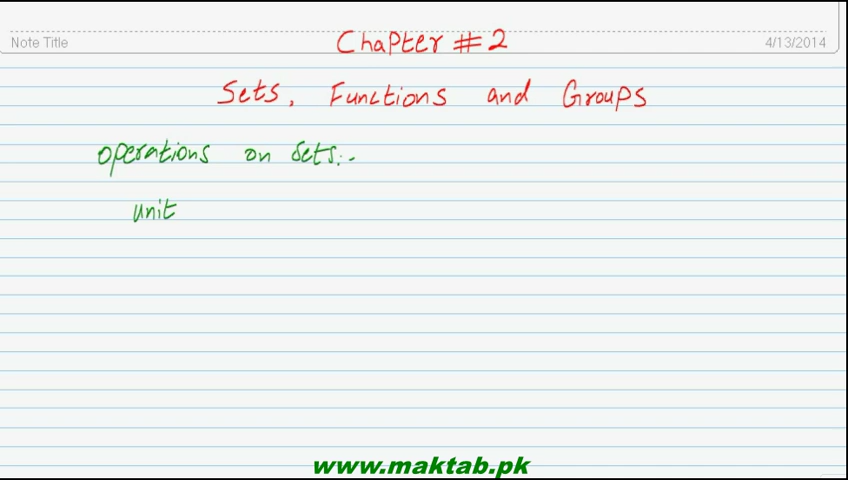 Note Title
4/13/2014
Chapter #2
Sets, Functions and Groups
operations on Sets:-
unit
www.maktab.pk